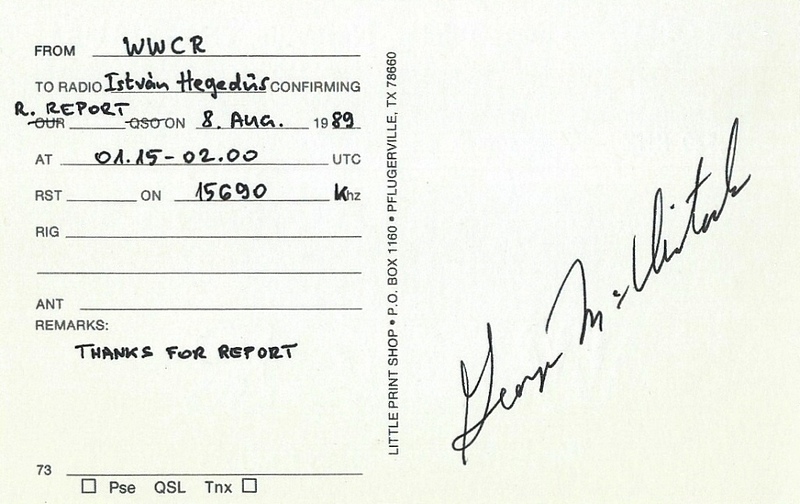 FROM WWCR
TO RADIO István Hegedűs CONFIRMING
R. REPORT
OUR QSO ON 8. AUG. 1989
AT 01.15-02.00 UTC
RST ON 15690 Khz
RIG
ANT
REMARKS:
THANKS FOR REPORT
73
Pse QSL Tnx
LITTLE PRINT SHOP • P.O. BOX 1160 • PFLUGERVILLE, TX 78660
George McClintock